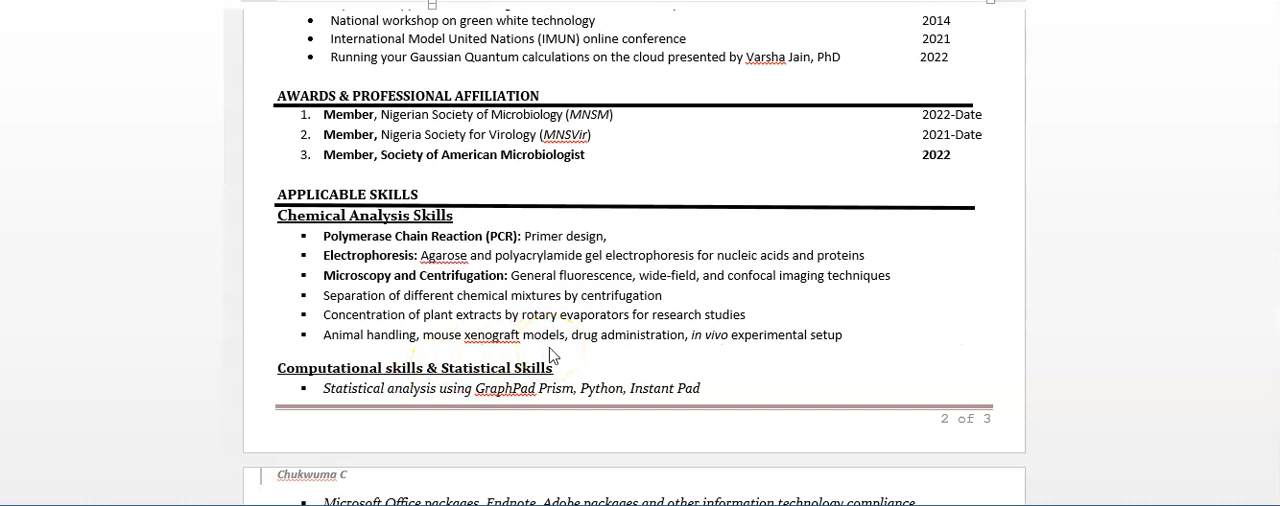 National workshop on green white technology 2014
International Model United Nations (IMUN) online conference 2021
Running your Gaussian Quantum calculations on the cloud presented by Varsha Jain, PhD 2022
AWARDS & PROFESSIONAL AFFILIATION
1. Member, Nigerian Society of Microbiology (MNSM) 2022-Date
2. Member, Nigeria Society for Virology (MNSVir) 2021-Date
3. Member, Society of American Microbiologist 2022
APPLICABLE SKILLS
Chemical Analysis Skills
Polymerase Chain Reaction (PCR): Primer design,
Electrophoresis: Agarose and polyacrylamide gel electrophoresis for nucleic acids and proteins
Microscopy and Centrifugation: General fluorescence, wide-field, and confocal imaging techniques
Separation of different chemical mixtures by centrifugation
Concentration of plant extracts by rotary evaporators for research studies
Animal handling, mouse xenograft models, drug administration, in vivo experimental setup
Computational skills & Statistical Skills
Statistical analysis using GraphPad Prism, Python, Instant Pad
2 of 3
Chukwuma C
Microsoft Office packages, Endnote, Adobe packages and other information technology compliance